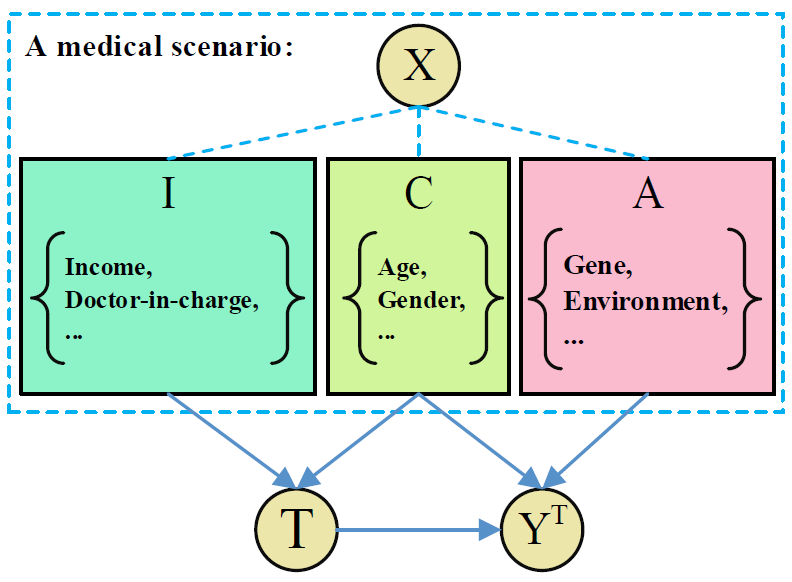 A medical scenario:
X
I
C
A
Income,
Doctor-in-charge,
...
Age,
Gender,
...
Gene,
Environment,
...
T
Y^T